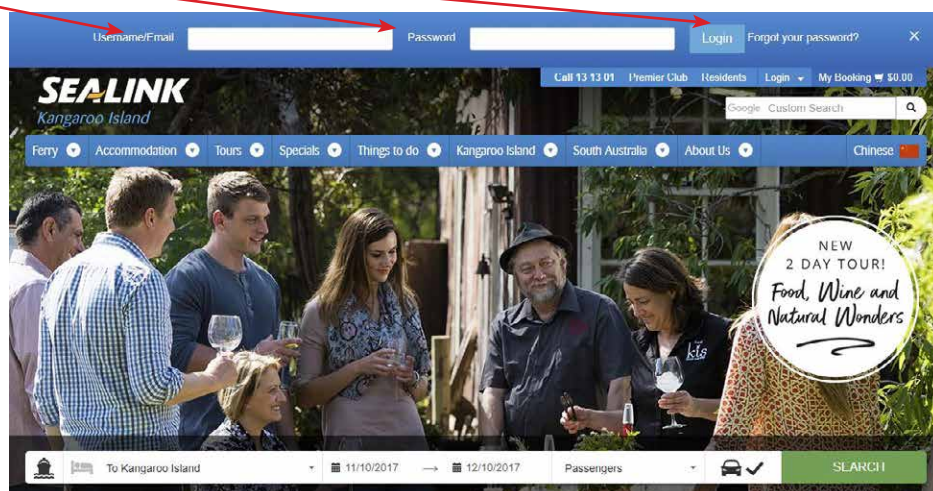 Username/Email Password Login Forgot your password? ×
Call 13 13 01 Premier Club Residents Login My Booking $0.00
SEALINK
Kangaroo Island
Google Custom Search
Ferry Accommodation Tours Specials Things to do Kangaroo Island South Australia About Us Chinese
NEW
2 DAY TOUR!
Food, Wine and
Natural Wonders
kis
To Kangaroo Island 11/10/2017 → 12/10/2017 Passengers SEARCH